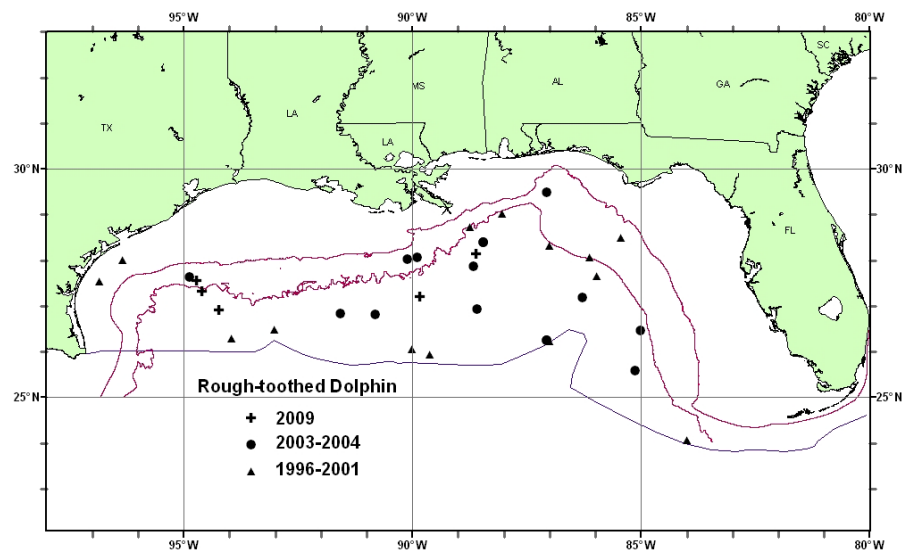 95°W 90°W 85°W 80°W
SC
MS AL GA
TX LA
LA
30°N 30°N
FL
25°N 25°N
Rough-toothed Dolphin
2009
2003-2004
1996-2001
95°W 90°W 85°W 80°W